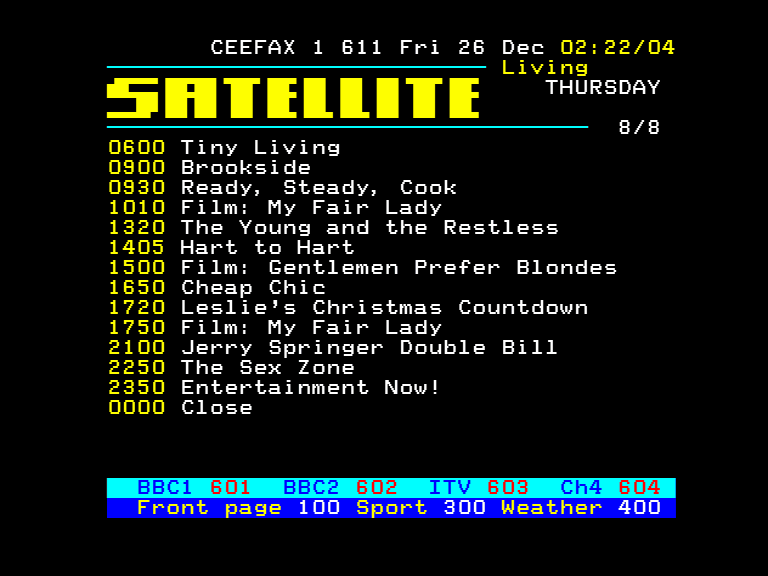 CEEFAX 1 611 Fri 26 Dec 02:22/04
Living
SATELLITE
THURSDAY
8/8
0600 Tiny Living
0900 Brookside
0930 Ready, Steady, Cook
1010 Film: My Fair Lady
1320 The Young and the Restless
1405 Hart to Hart
1500 Film: Gentlemen Prefer Blondes
1650 Cheap Chic
1720 Leslie's Christmas Countdown
1750 Film: My Fair Lady
2100 Jerry Springer Double Bill
2250 The Sex Zone
2350 Entertainment Now!
0000 Close
BBC1 601 BBC2 602 ITV 603 Ch4 604
Front page 100 Sport 300 Weather 400